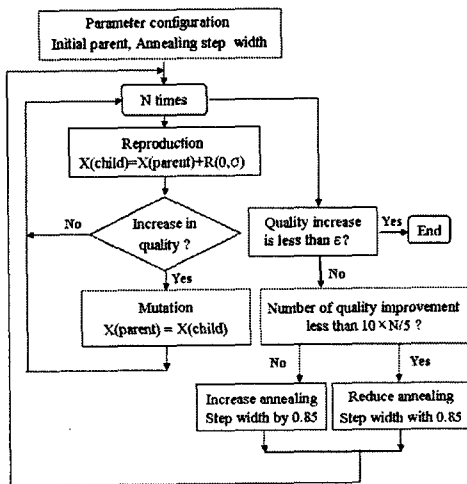 Parameter configuration
Initial parent, Annealing step width
N times
Reproduction
X(child)=X(parent)+R(0,σ)
Increase in
quality ?
No
Yes
Mutation
X(parent) = X(child)
Quality increase
is less than ε?
Yes
End
No
Number of quality improvement
less than 10×N/5 ?
No
Yes
Increase annealing
Step width by 0.85
Reduce annealing
Step width with 0.85